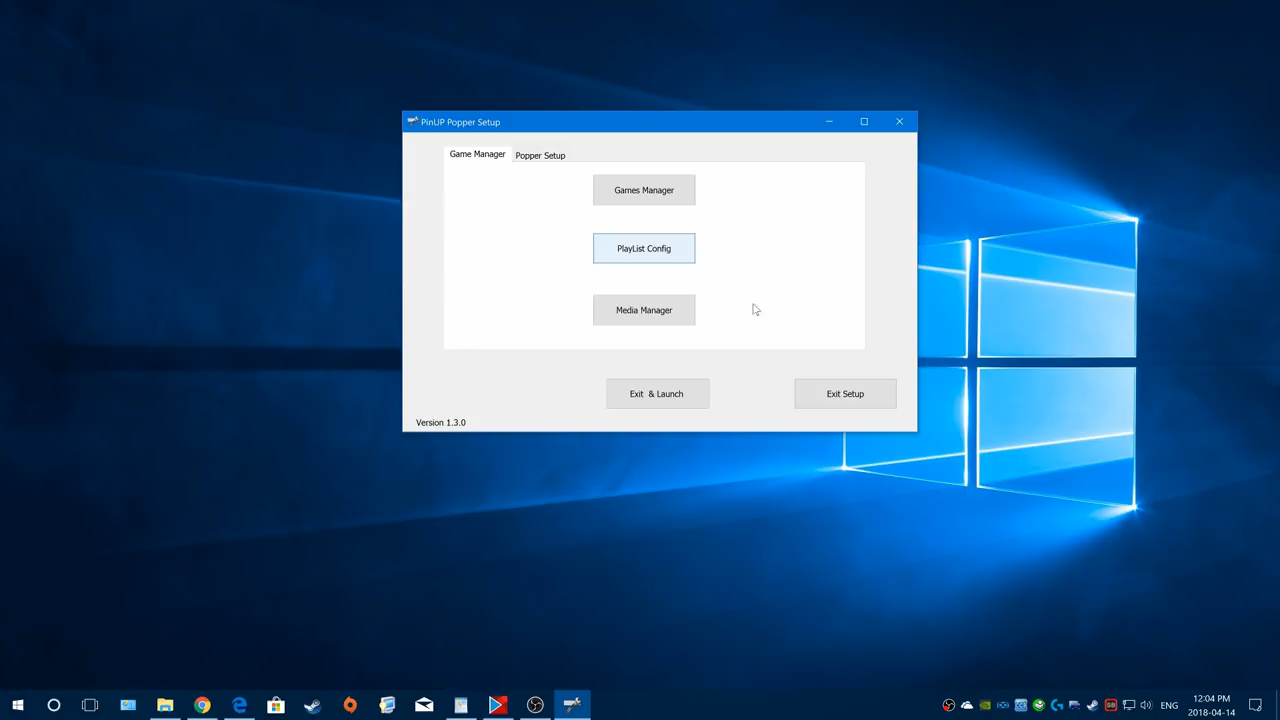 PinUP Popper Setup
Game Manager
Popper Setup
Games Manager
PlayList Config
Media Manager
Exit & Launch
Exit Setup
Version 1.3.0
ENG
12:04 PM
2018-04-14